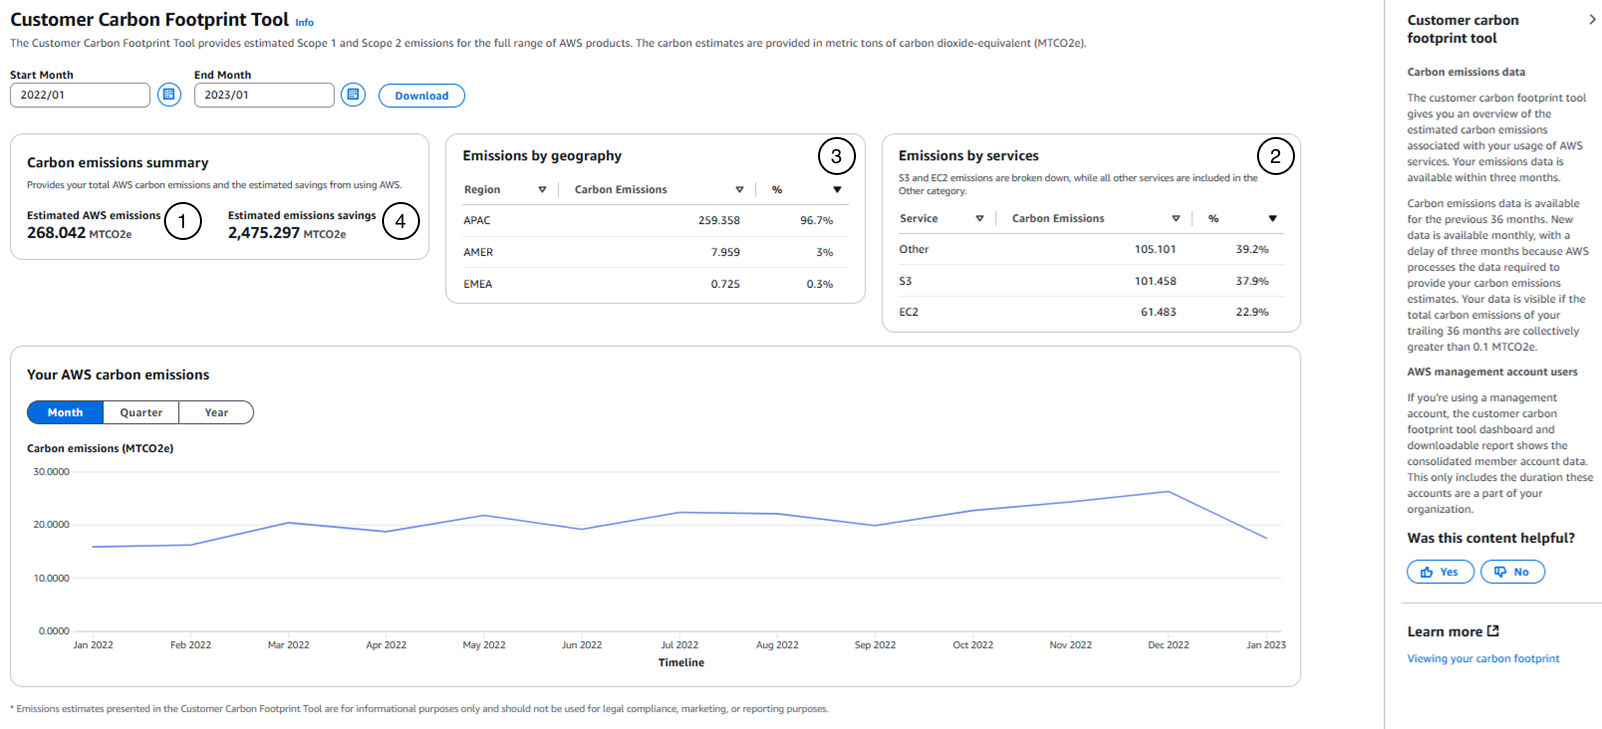 Customer Carbon Footprint Tool Info
The Customer Carbon Footprint Tool provides estimated Scope 1 and Scope 2 emissions for the full range of AWS products. The carbon estimates are provided in metric tons of carbon dioxide-equivalent (MTCO2e).
Start Month
End Month
2022/01
2023/01
Download
Carbon emissions summary
Provides your total AWS carbon emissions and the estimated savings from using AWS.
Estimated AWS emissions
268.042 MTCO2e
1
Estimated emissions savings
2,475.297 MTCO2e
4
Emissions by geography
3
Region Carbon Emissions %
APAC 259.358 96.7%
AMER 7.959 3%
EMEA 0.725 0.3%
Emissions by services
2
S3 and EC2 emissions are broken down, while all other services are included in the
Other category.
Service Carbon Emissions %
Other 105.101 39.2%
S3 101.458 37.9%
EC2 61.483 22.9%
Your AWS carbon emissions
Month Quarter Year
Carbon emissions (MTCO2e)
30.0000
20.0000
10.0000
0.0000
Jan 2022 Feb 2022 Mar 2022 Apr 2022 May 2022 Jun 2022 Jul 2022 Aug 2022 Sep 2022 Oct 2022 Nov 2022 Dec 2022 Jan 2023
Timeline
* Emissions estimates presented in the Customer Carbon Footprint Tool are for informational purposes only and should not be used for legal compliance, marketing, or reporting purposes.
Customer carbon
footprint tool
Carbon emissions data
The customer carbon footprint tool
gives you an overview of the
estimated carbon emissions
associated with your usage of AWS
services. Your emissions data is
available within three months.
Carbon emissions data is available
for the previous 36 months. New
data is available monthly, with a
delay of three months because AWS
processes the data required to
provide your carbon emissions
estimates. Your data is visible if the
total carbon emissions of your
trailing 36 months are collectively
greater than 0.1 MTCO2e.
AWS management account users
If you're using a management
account, the customer carbon
footprint tool dashboard and
downloadable report shows the
consolidated member account data.
This only includes the duration these
accounts are a part of your
organization.
Was this content helpful?
Yes No
Learn more
Viewing your carbon footprint